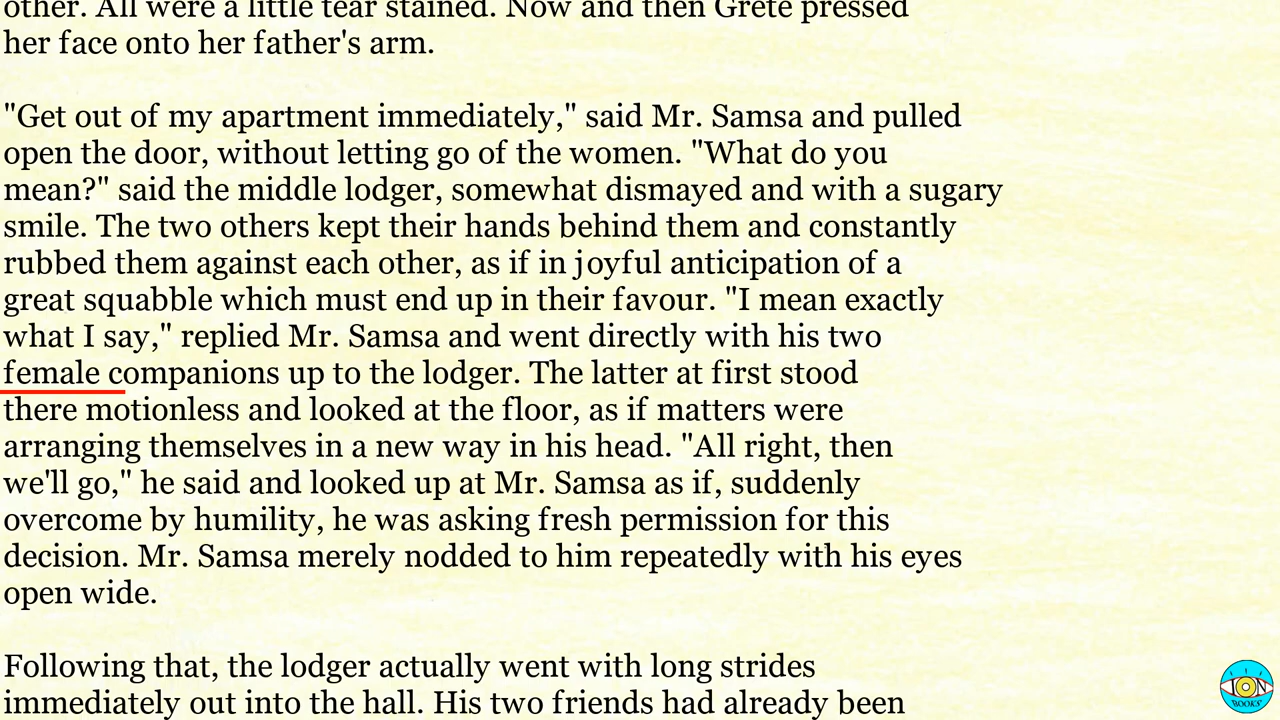 other. All were a little tear stained. Now and then Grete pressed
her face onto her father's arm.
"Get out of my apartment immediately," said Mr. Samsa and pulled
open the door, without letting go of the women. "What do you
mean?" said the middle lodger, somewhat dismayed and with a sugary
smile. The two others kept their hands behind them and constantly
rubbed them against each other, as if in joyful anticipation of a
great squabble which must end up in their favour. "I mean exactly
what I say," replied Mr. Samsa and went directly with his two
female companions up to the lodger. The latter at first stood
there motionless and looked at the floor, as if matters were
arranging themselves in a new way in his head. "All right, then
we'll go," he said and looked up at Mr. Samsa as if, suddenly
overcome by humility, he was asking fresh permission for this
decision. Mr. Samsa merely nodded to him repeatedly with his eyes
open wide.
Following that, the lodger actually went with long strides
immediately out into the hall. His two friends had already been
ION
BOOKS